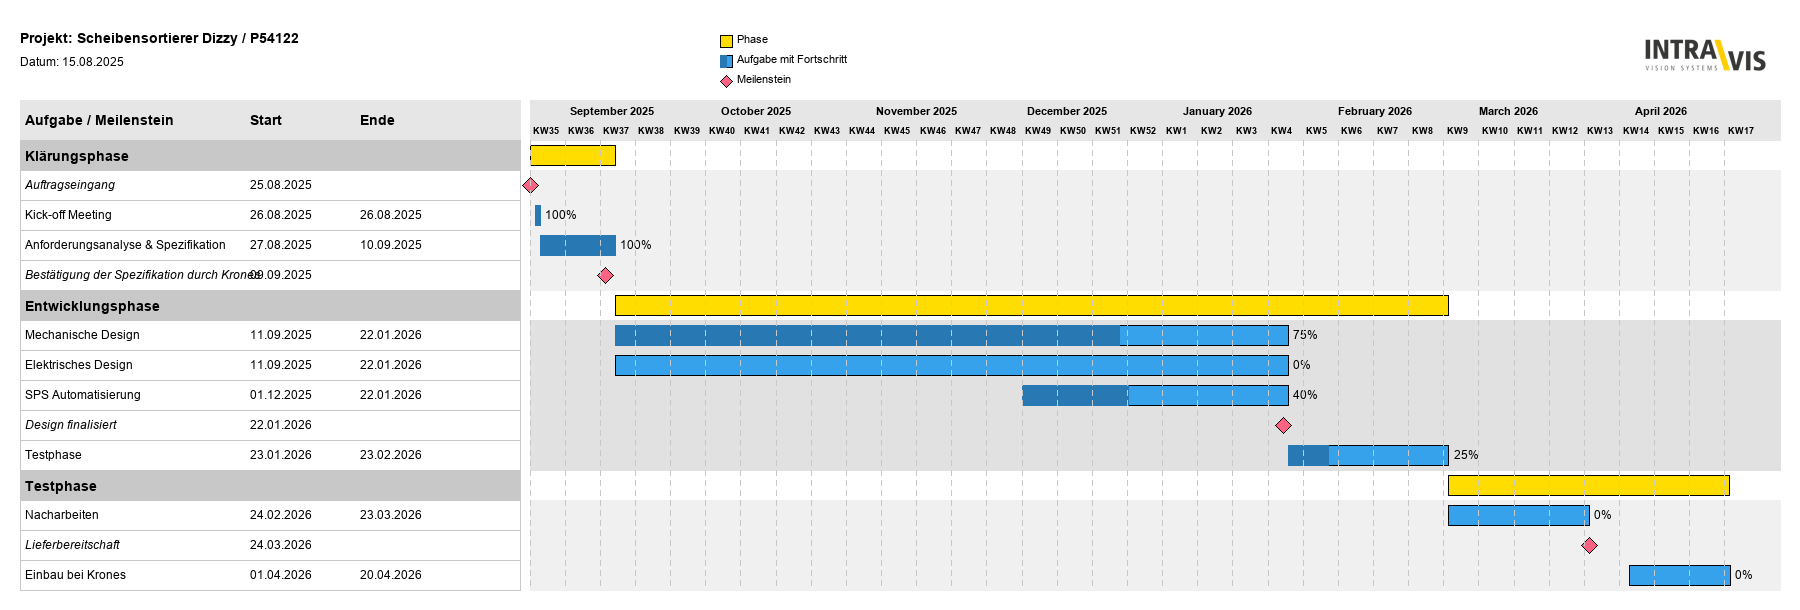 Projekt: Scheibensortierer Dizzy / P54122
Datum: 15.08.2025
Phase
Aufgabe mit Fortschritt
Meilenstein
INTRAVIS
VISION SYSTEMS
Aufgabe / Meilenstein Start Ende
September 2025 October 2025 November 2025 December 2025 January 2026 February 2026 March 2026 April 2026
KW35 KW36 KW37 KW38 KW39 KW40 KW41 KW42 KW43 KW44 KW45 KW46 KW47 KW48 KW49 KW50 KW51 KW52 KW1 KW2 KW3 KW4 KW5 KW6 KW7 KW8 KW9 KW10 KW11 KW12 KW13 KW14 KW15 KW16 KW17
Klärungsphase
Auftragseingang 25.08.2025
Kick-off Meeting 26.08.2025 26.08.2025 100%
Anforderungsanalyse & Spezifikation 27.08.2025 10.09.2025 100%
Bestätigung der Spezifikation durch Krones 09.09.2025
Entwicklungsphase
Mechanische Design 11.09.2025 22.01.2026 75%
Elektrisches Design 11.09.2025 22.01.2026 0%
SPS Automatisierung 01.12.2025 22.01.2026 40%
Design finalisiert 22.01.2026
Testphase 23.01.2026 23.02.2026 25%
Testphase
Nacharbeiten 24.02.2026 23.03.2026 0%
Lieferbereitschaft 24.03.2026
Einbau bei Krones 01.04.2026 20.04.2026 0%